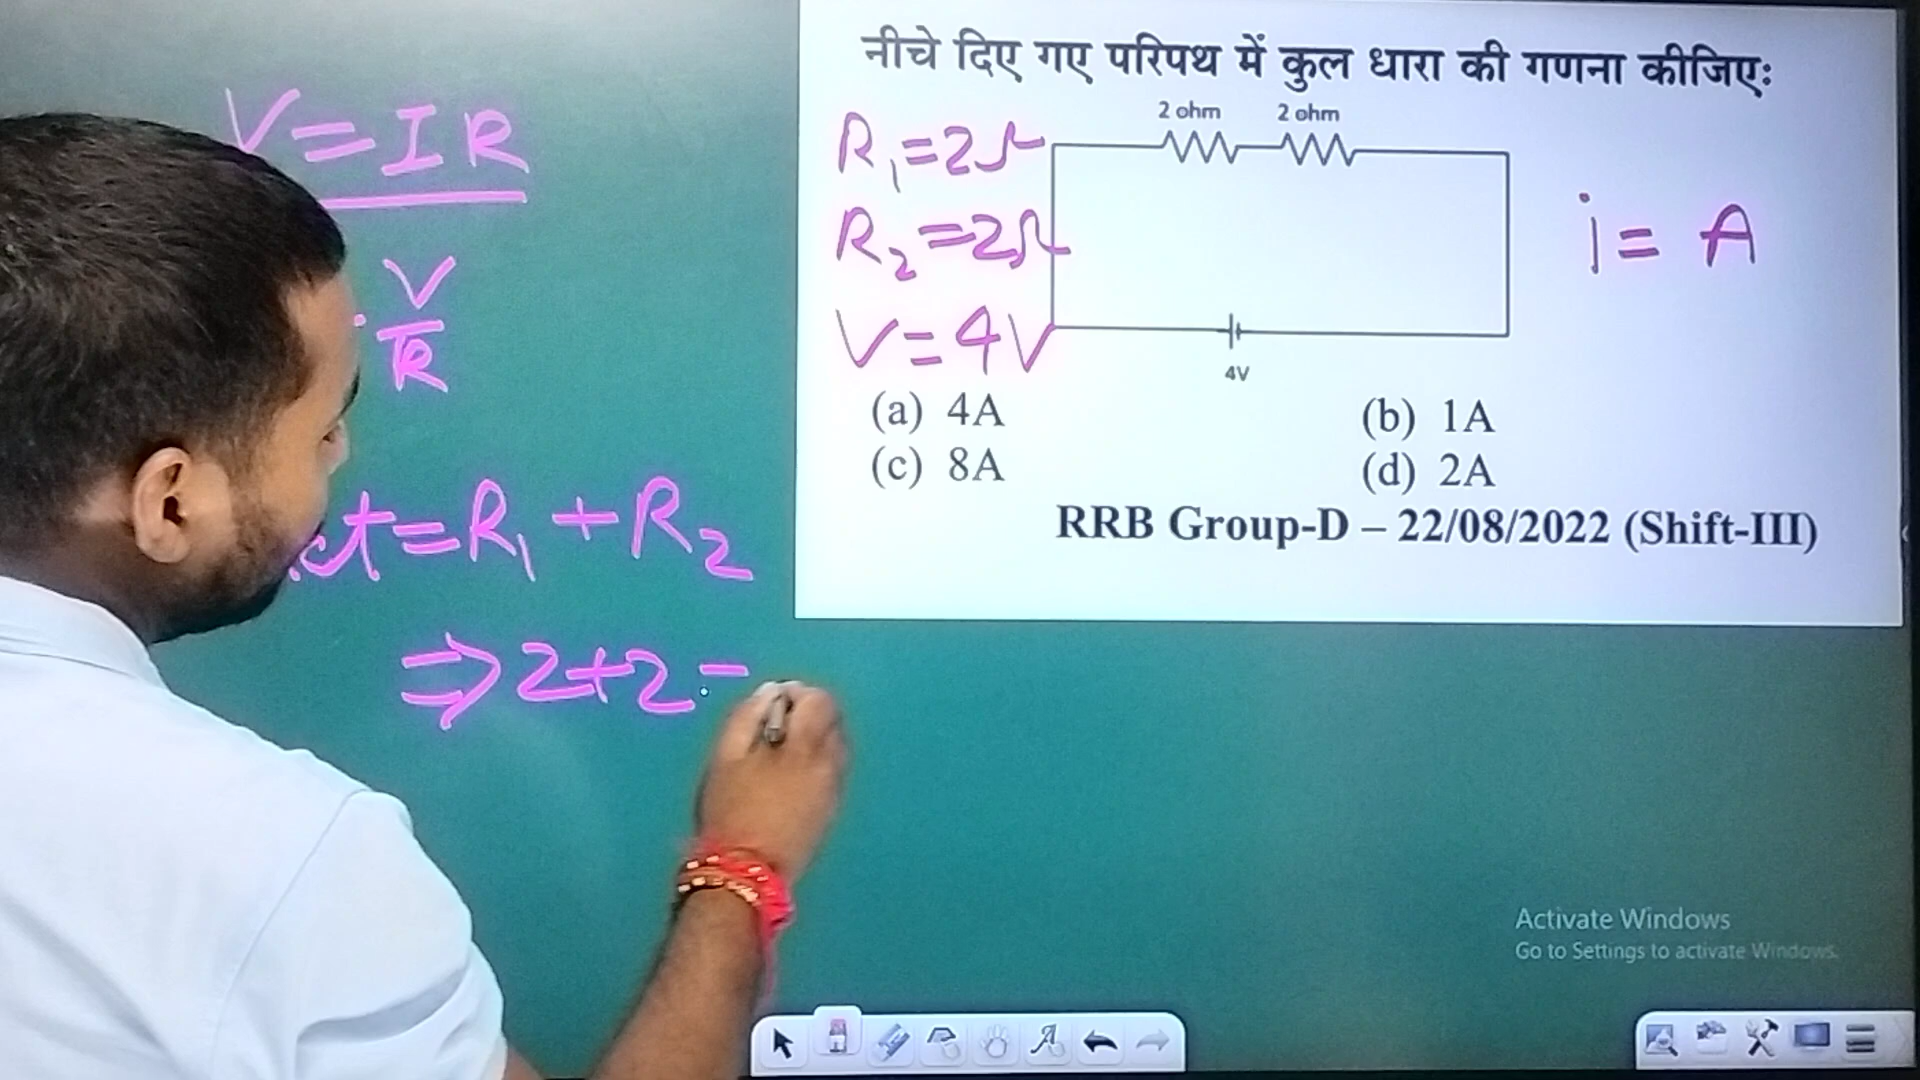 V = IR
V
R
ct = R₁ + R₂
⇒ 2+2 =
नीचे दिए गए परिपथ में कुल धारा की गणना कीजिए:
2 ohm 2 ohm
R₁ = 2Ω
R₂ = 2Ω
V = 4V
i = A
4V
(a) 4A (b) 1A
(c) 8A (d) 2A
RRB Group-D – 22/08/2022 (Shift-III)
Activate Windows
Go to Settings to activate Windows.